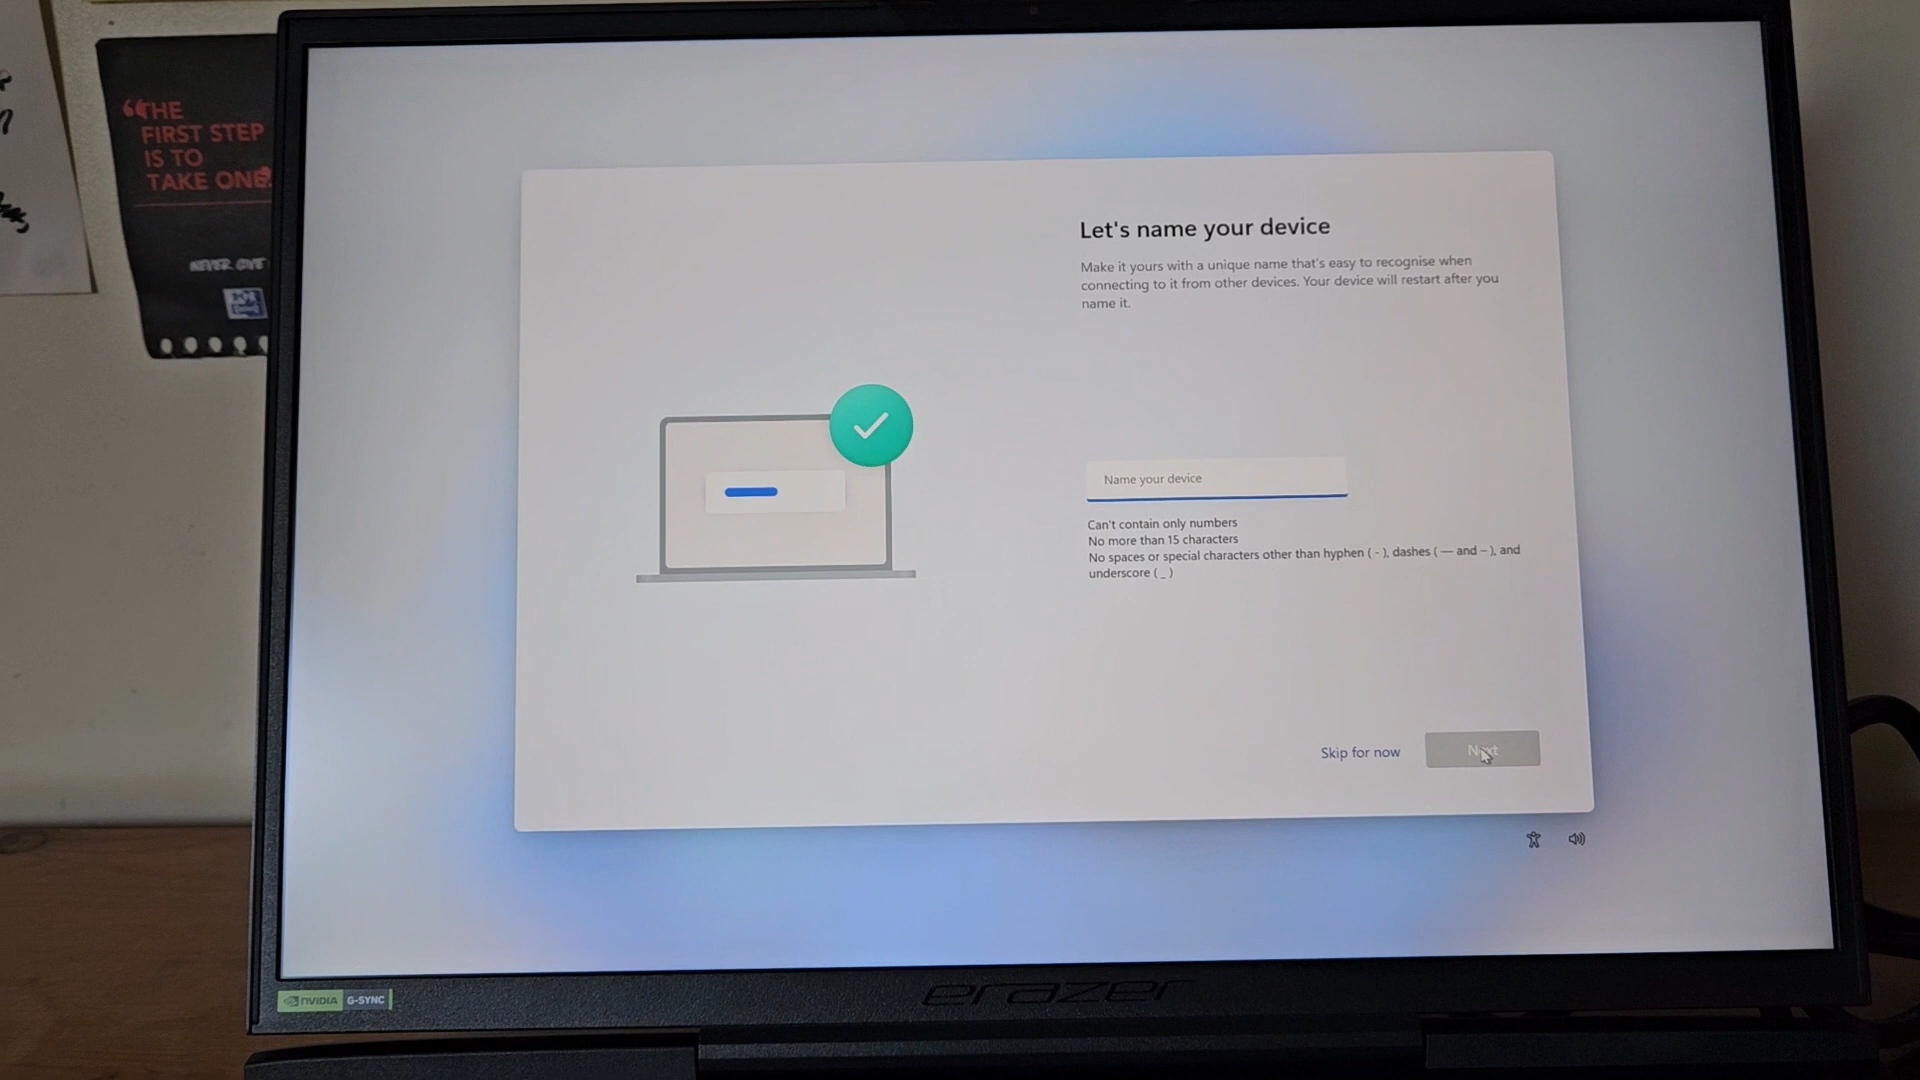 “THE
FIRST STEP
IS TO
TAKE ONE.
NEVER GIVE
Let's name your device
Make it yours with a unique name that's easy to recognise when
connecting to it from other devices. Your device will restart after you
name it.
Name your device
Can't contain only numbers
No more than 15 characters
No spaces or special characters other than hyphen ( - ), dashes ( — and – ), and
underscore ( _ )
Skip for now
Next
NVIDIA G-SYNC
erazer